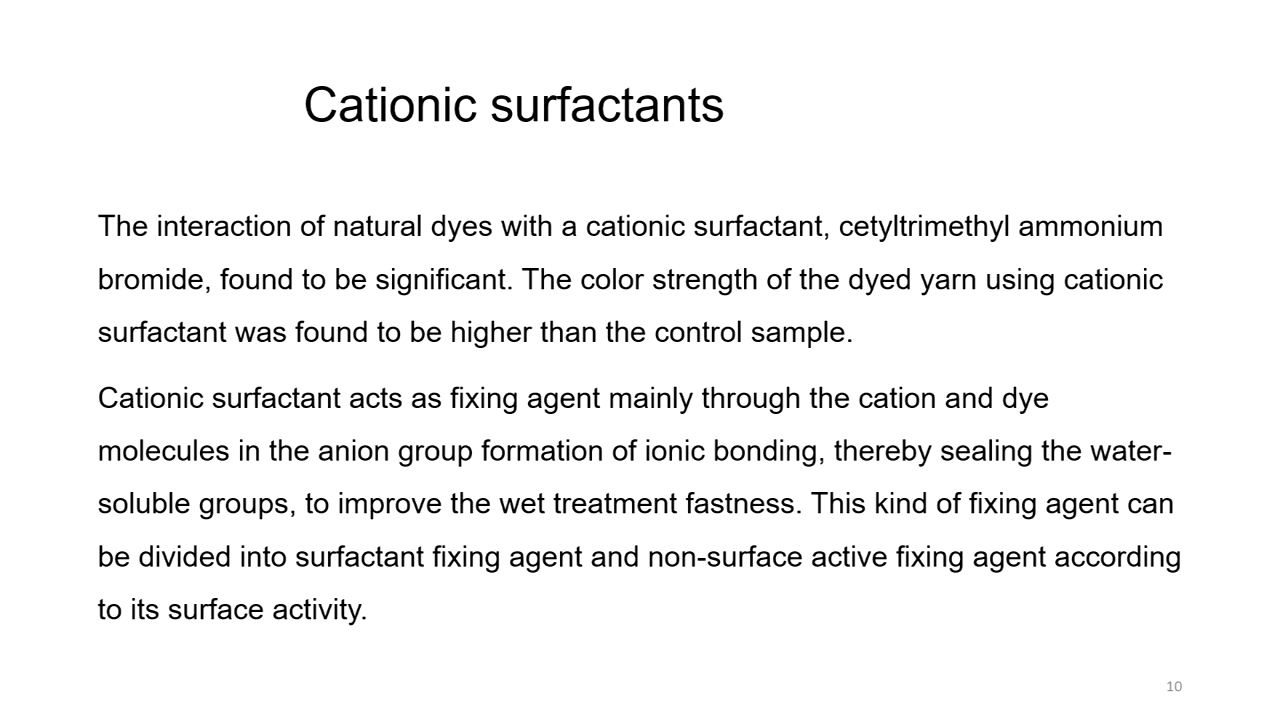 Cationic surfactants
The interaction of natural dyes with a cationic surfactant, cetyltrimethyl ammonium
bromide, found to be significant. The color strength of the dyed yarn using cationic
surfactant was found to be higher than the control sample.
Cationic surfactant acts as fixing agent mainly through the cation and dye
molecules in the anion group formation of ionic bonding, thereby sealing the water-
soluble groups, to improve the wet treatment fastness. This kind of fixing agent can
be divided into surfactant fixing agent and non-surface active fixing agent according
to its surface activity.
10